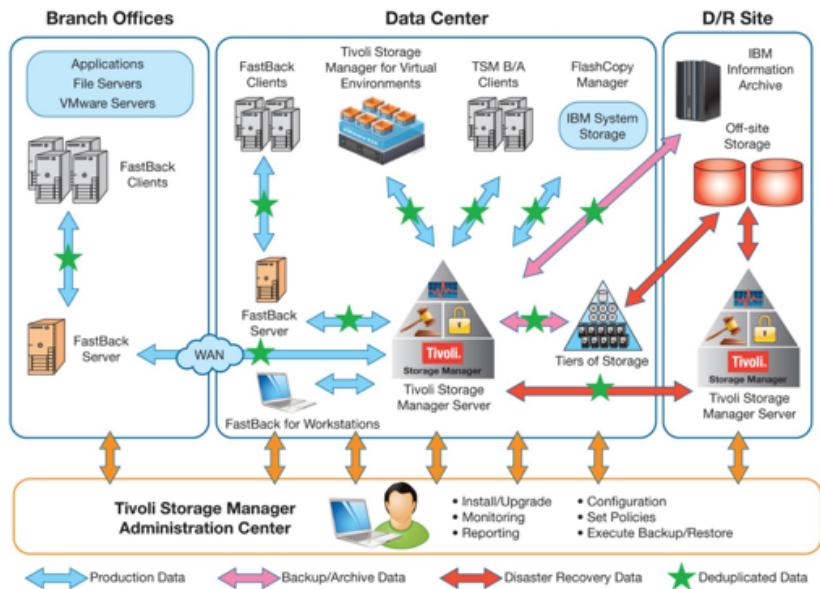 Branch Offices
Data Center
D/R Site
Applications
File Servers
VMware Servers
FastBack
Clients
FastBack
Server
WAN
FastBack
Clients
Tivoli Storage
Manager for Virtual
Environments
TSM B/A
Clients
FlashCopy
Manager
IBM System
Storage
FastBack
Server
FastBack for Workstations
Tivoli.
Storage Manager
Tivoli Storage
Manager Server
Tiers of Storage
IBM
Information
Archive
Off-site
Storage
Tivoli.
Storage Manager
Tivoli Storage
Manager Server
Tivoli Storage Manager
Administration Center
• Install/Upgrade
• Monitoring
• Reporting
• Configuration
• Set Policies
• Execute Backup/Restore
Production Data
Backup/Archive Data
Disaster Recovery Data
Deduplicated Data